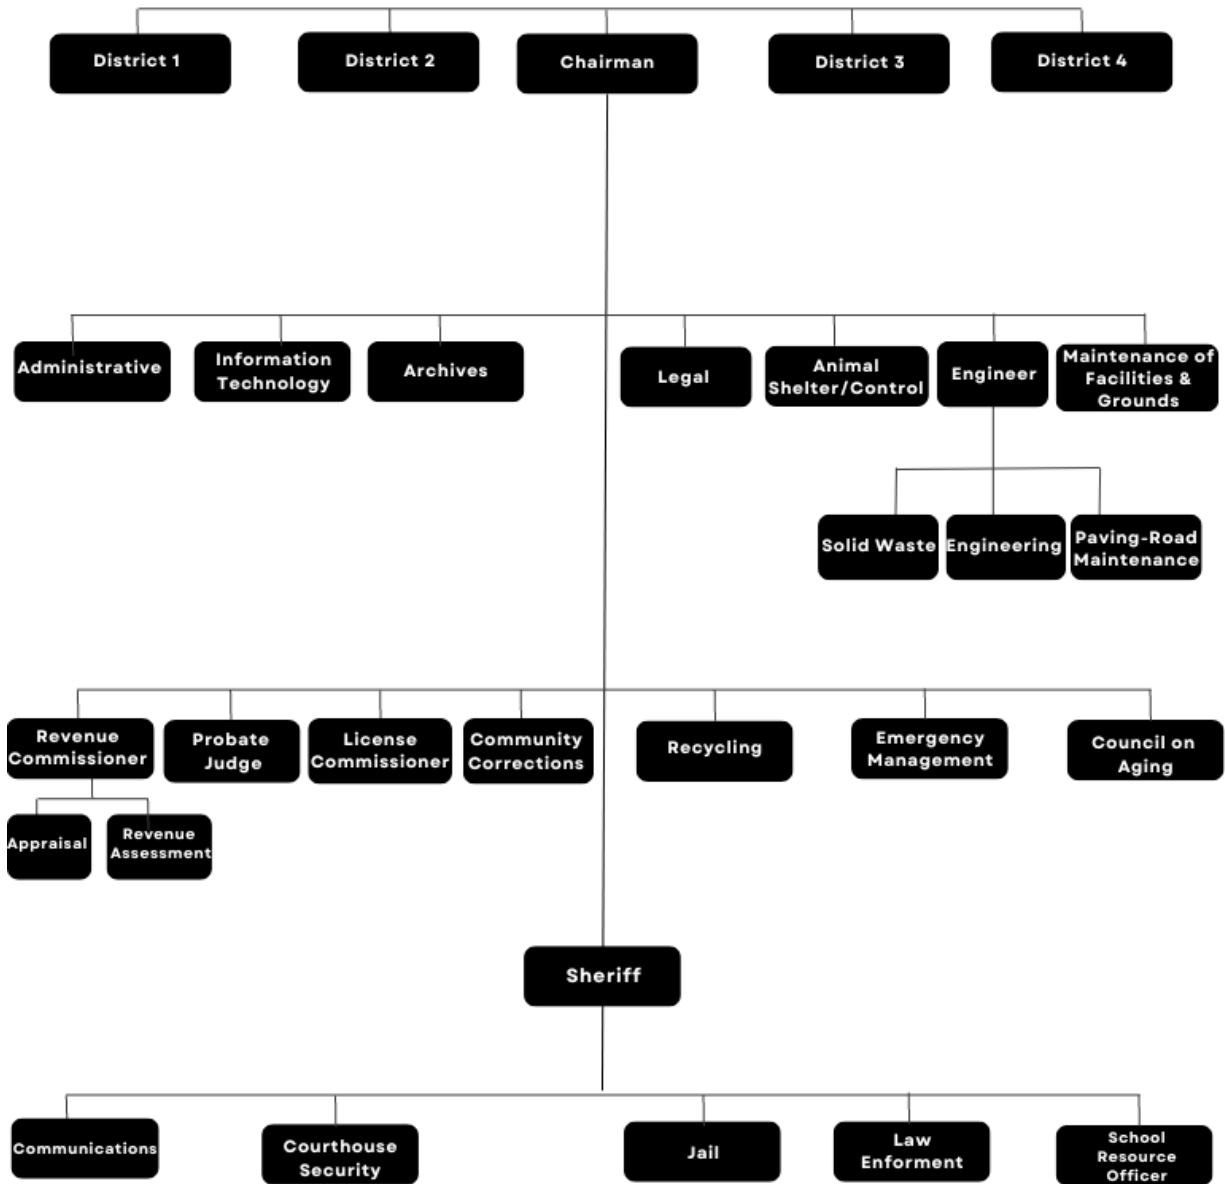 District 1
District 2
Chairman
District 3
District 4
Administrative
Information
Technology
Archives
Legal
Animal
Shelter/Control
Engineer
Maintenance of
Facilities &
Grounds
Solid Waste
Engineering
Paving-Road
Maintenance
Revenue
Commissioner
Probate
Judge
License
Commissioner
Community
Corrections
Recycling
Emergency
Management
Council on
Aging
Appraisal
Revenue
Assessment
Sheriff
Communications
Courthouse
Security
Jail
Law
Enforment
School
Resource
Officer